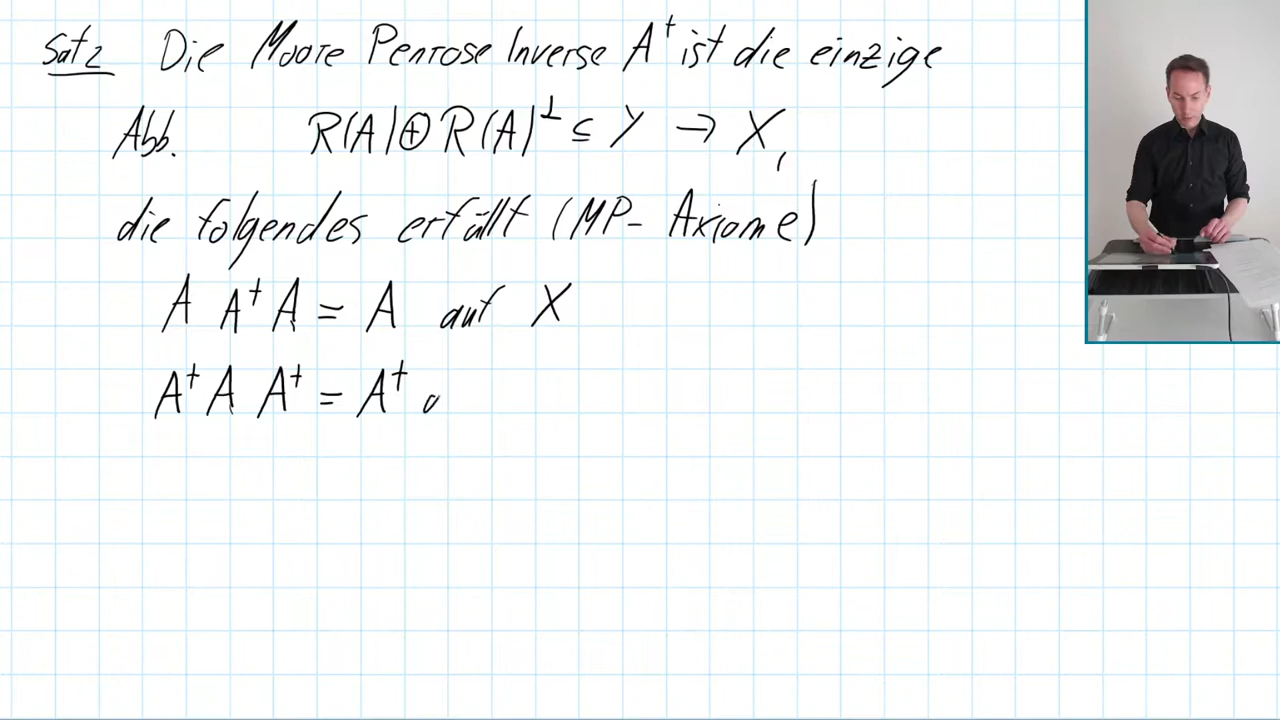 Satz Die Moore Penrose Inverse A† ist die einzige
Abb. R(A) ⊕ R(A)^⊥ ⊆ Y → X,
die folgendes erfüllt (MP-Axiome)
A A† A = A auf X
A† A A† = A†